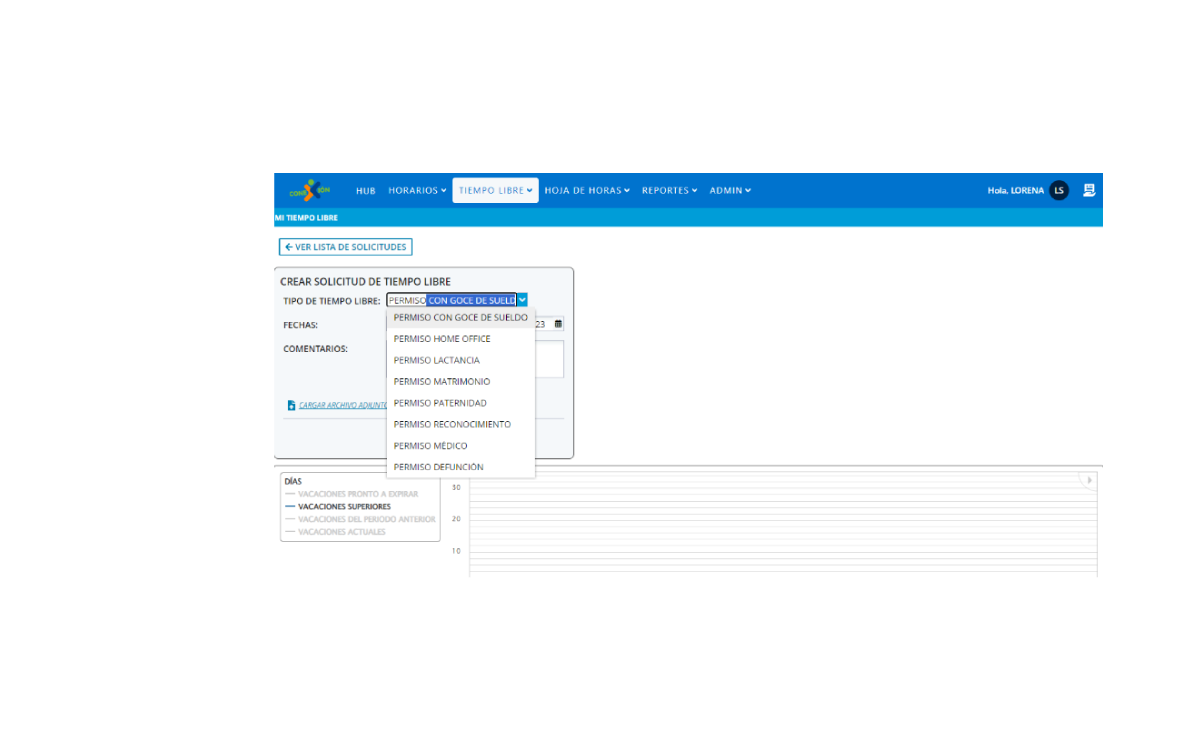 CONEXIÓN
HUB HORARIOS TIEMPO LIBRE HOJA DE HORAS REPORTES ADMIN Hola, LORENA LS
MI TIEMPO LIBRE
VER LISTA DE SOLICITUDES
CREAR SOLICITUD DE TIEMPO LIBRE
TIPO DE TIEMPO LIBRE: PERMISO CON GOCE DE SUELD
PERMISO CON GOCE DE SUELDO
FECHAS: 23
PERMISO HOME OFFICE
COMENTARIOS:
PERMISO LACTANCIA
PERMISO MATRIMONIO
CARGAR ARCHIVO ADJUNTO PERMISO PATERNIDAD
PERMISO RECONOCIMIENTO
PERMISO MÉDICO
PERMISO DEFUNCIÓN
DÍAS
VACACIONES PRONTO A EXPIRAR
VACACIONES SUPERIORES
VACACIONES DEL PERIODO ANTERIOR
VACACIONES ACTUALES
30
20
10